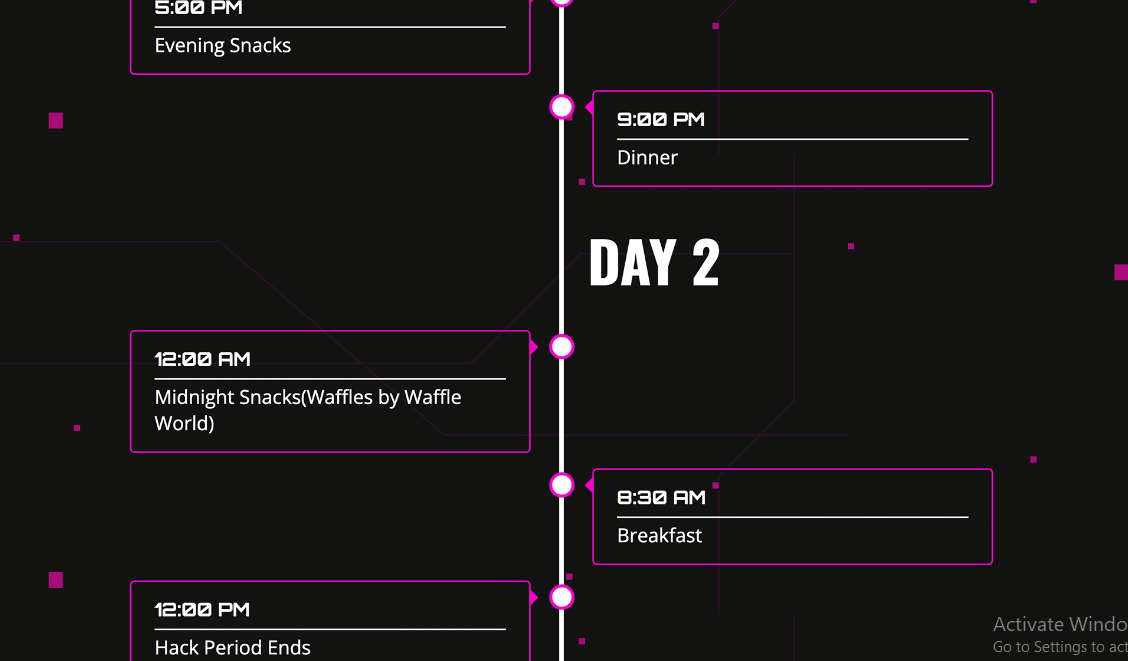 5:00 PM
Evening Snacks
9:00 PM
Dinner
DAY 2
12:00 AM
Midnight Snacks(Waffles by Waffle
World)
8:30 AM
Breakfast
12:00 PM
Hack Period Ends
Activate Windo
Go to Settings to act